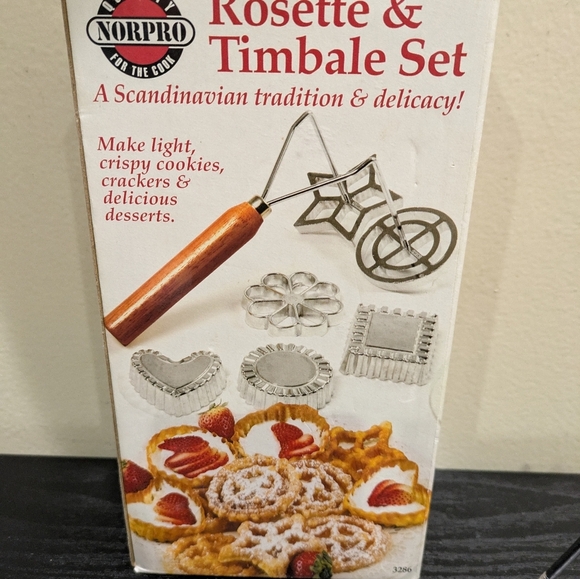 Rosette &
Timbale Set
NORPRO
FOR THE COOK
A Scandinavian tradition & delicacy!
Make light,
crispy cookies,
crackers &
delicious
desserts.
3286